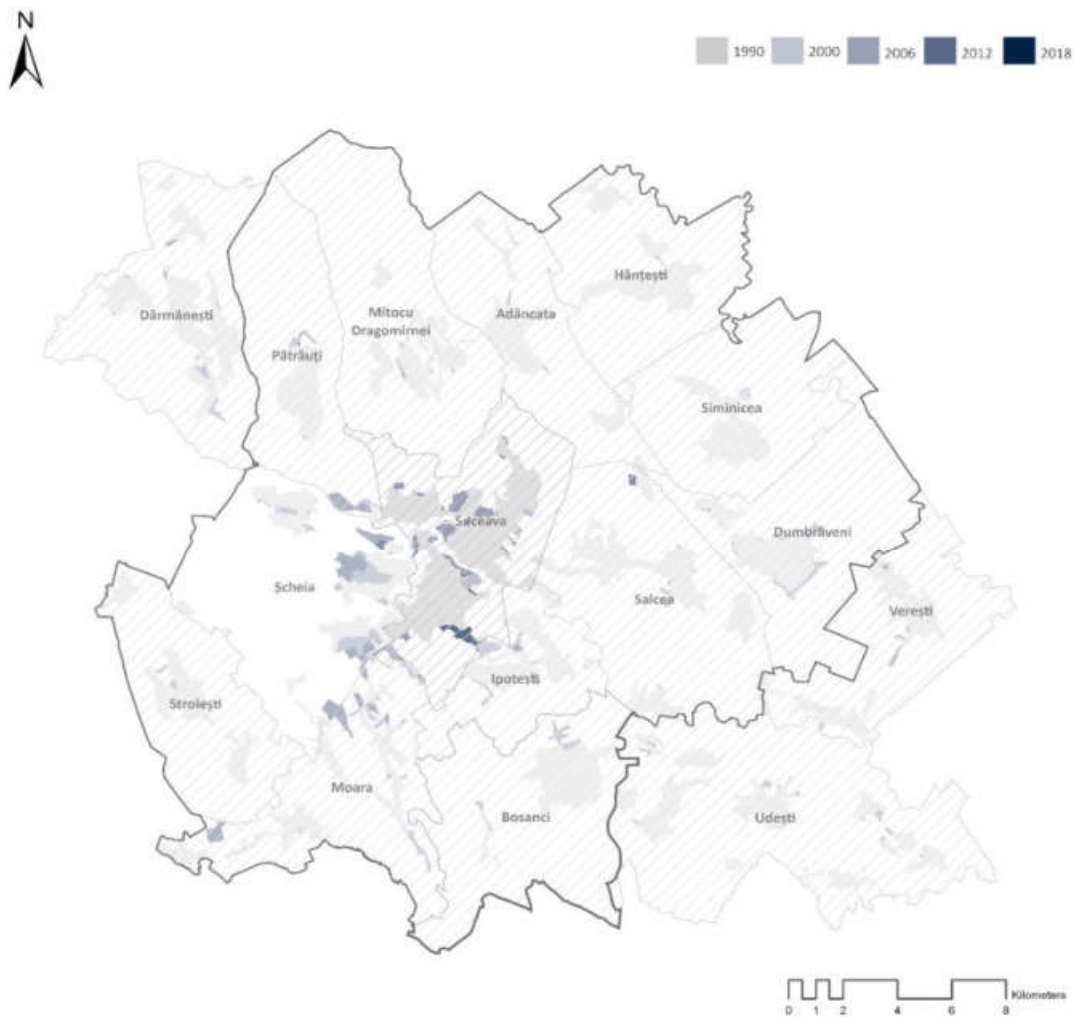 N
1990 2000 2006 2012 2018
Hănțești
Dărmănești
Mitocu
Dragomirnei
Adâncata
Pătrăuți
Siminicea
Suceava
Dumbrăveni
Șcheia
Salcea
Verești
Ipotești
Stroiești
Moara
Bosanci
Udești
Kilometers
0 1 2 4 6 8